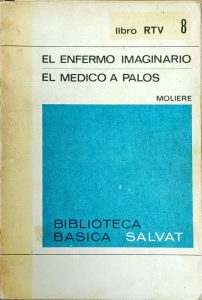 libro RTV 8
EL ENFERMO IMAGINARIO
EL MEDICO A PALOS
MOLIERE
BIBLIOTECA
BASICA SALVAT